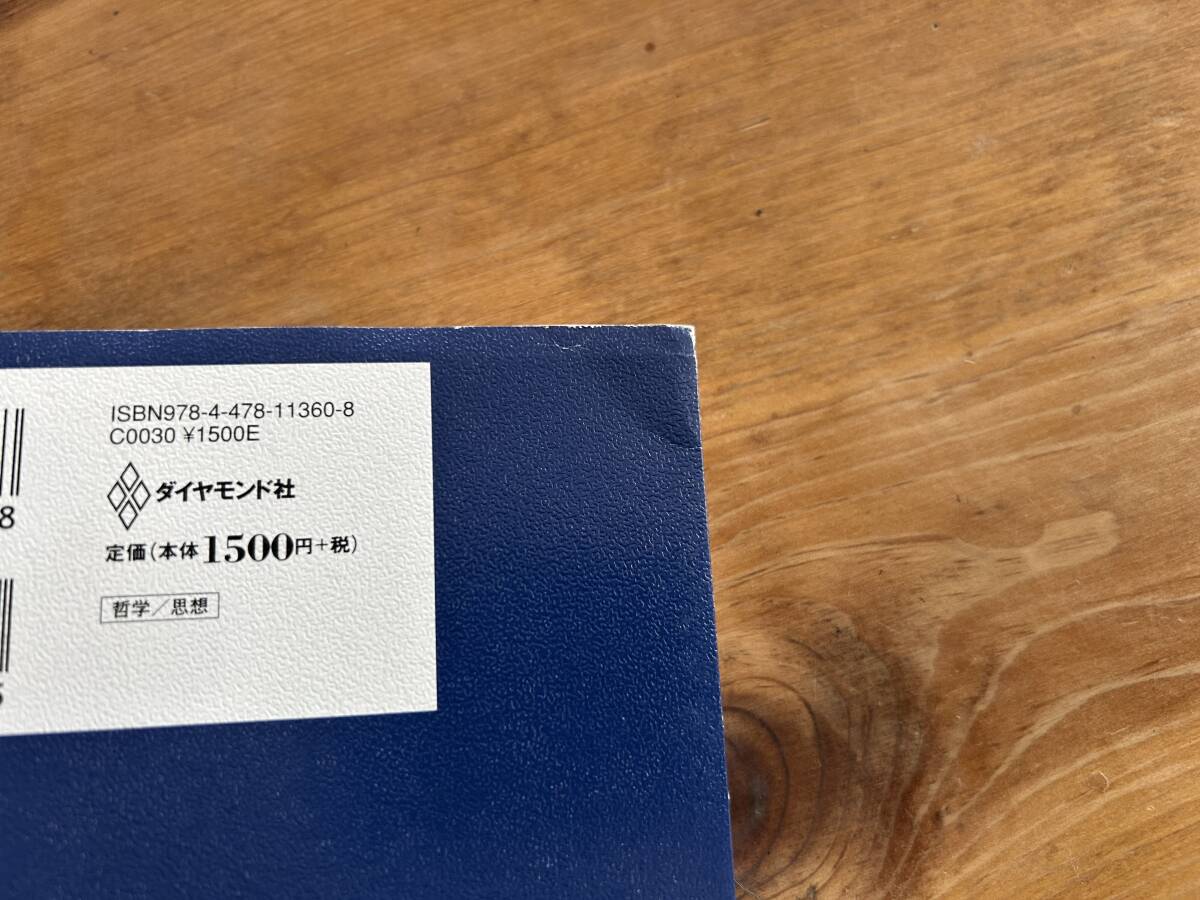 ISBN978-4-478-11360-8
C0030 ¥1500E
ダイヤモンド社
定価(本体1500円+税)
哲学/思想
8